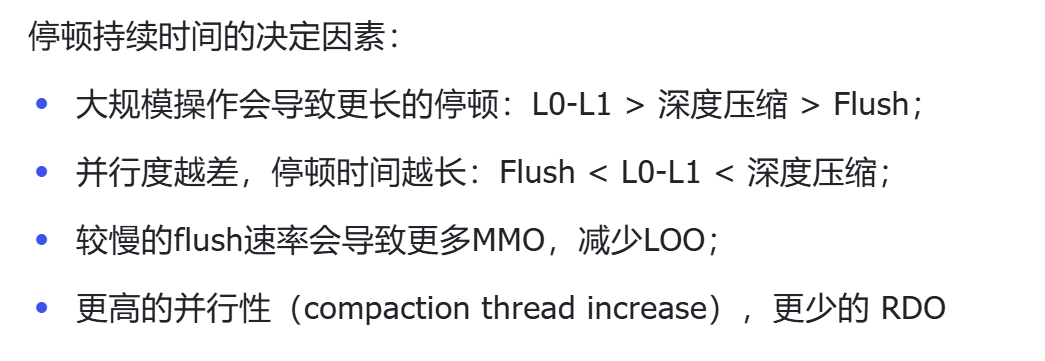 停顿持续时间的决定因素：
• 大规模操作会导致更长的停顿：L0-L1 > 深度压缩 > Flush；
• 并行度越差，停顿时间越长：Flush < L0-L1 < 深度压缩；
• 较慢的flush速率会导致更多MMO，减少LOO；
• 更高的并行性（compaction thread increase），更少的 RDO